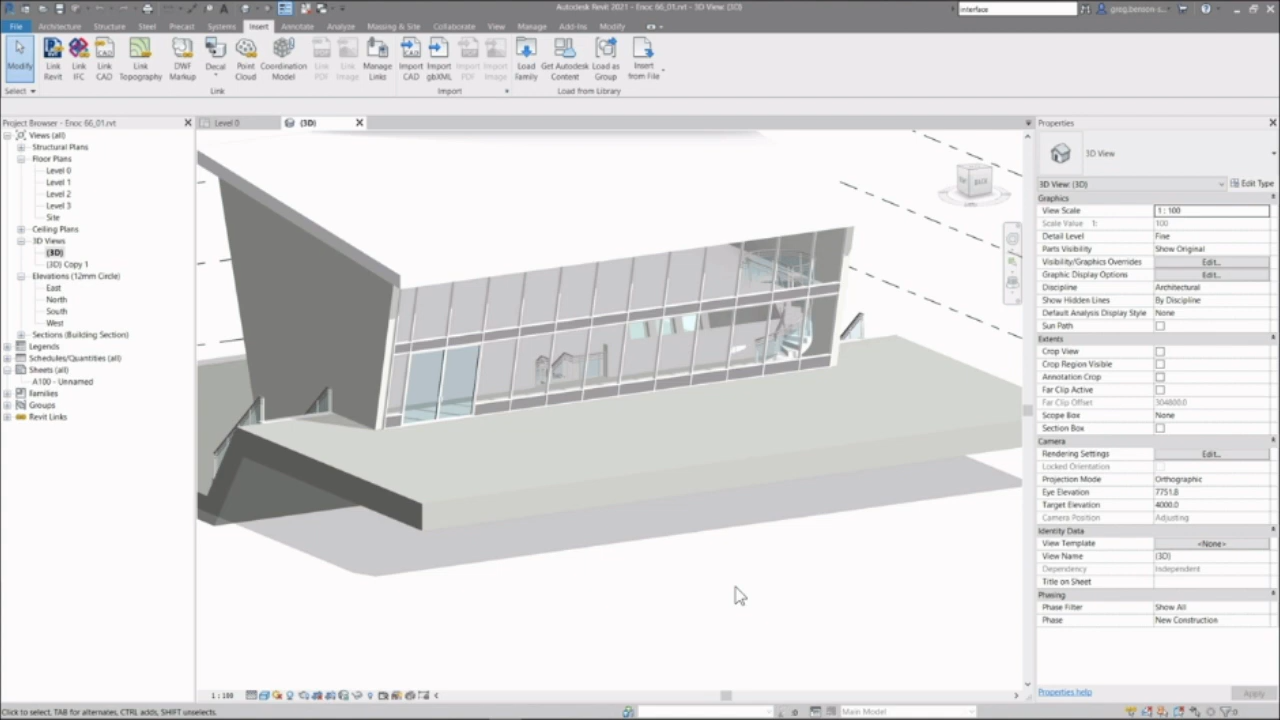 Autodesk Revit 2021 - Enoc 66_01.rvt - 3D View: (3D)
interface
File Architecture Structure Steel Precast Systems Insert Annotate Analyze Massing & Site Collaborate View Manage Add-Ins Modify
Modify
Link Revit
Link IFC
Link CAD
Link Topography
DWF Markup
Decal
Point Cloud
Coordination Model
Link PDF
Link Image
Manage Links
Import CAD
Import gbXML
Import PDF
Import Image
Load Family
Get Autodesk Content
Load as Group
Insert from File
Select
Link
Import
Load from Library
Project Browser - Enoc 66_01.rvt
Level 0
(3D)
Views (all)
Structural Plans
Floor Plans
Level 0
Level 1
Level 2
Level 3
Site
Ceiling Plans
3D Views
(3D)
(3D) Copy 1
Elevations (12mm Circle)
East
North
South
West
Sections (Building Section)
Legends
Schedules/Quantities (all)
Sheets (all)
A100 - Unnamed
Families
Groups
Revit Links
BACK
Properties
3D View
3D View: (3D) Edit Type
Graphics
View Scale 1 : 100
Scale Value 1: 100
Detail Level Fine
Parts Visibility Show Original
Visibility/Graphics Overrides Edit...
Graphic Display Options Edit...
Discipline Architectural
Show Hidden Lines By Discipline
Default Analysis Display Style None
Sun Path
Extents
Crop View
Crop Region Visible
Annotation Crop
Far Clip Active
Far Clip Offset 304800.0
Scope Box None
Section Box
Camera
Rendering Settings Edit...
Locked Orientation
Projection Mode Orthographic
Eye Elevation 7751.8
Target Elevation 4000.0
Camera Position Adjusting
Identity Data
View Template <None>
View Name (3D)
Dependency Independent
Title on Sheet
Phasing
Phase Filter Show All
Phase New Construction
Properties help Apply
1 : 100
Click to select, TAB for alternates, CTRL adds, SHIFT unselects.
:0
Main Model
:0